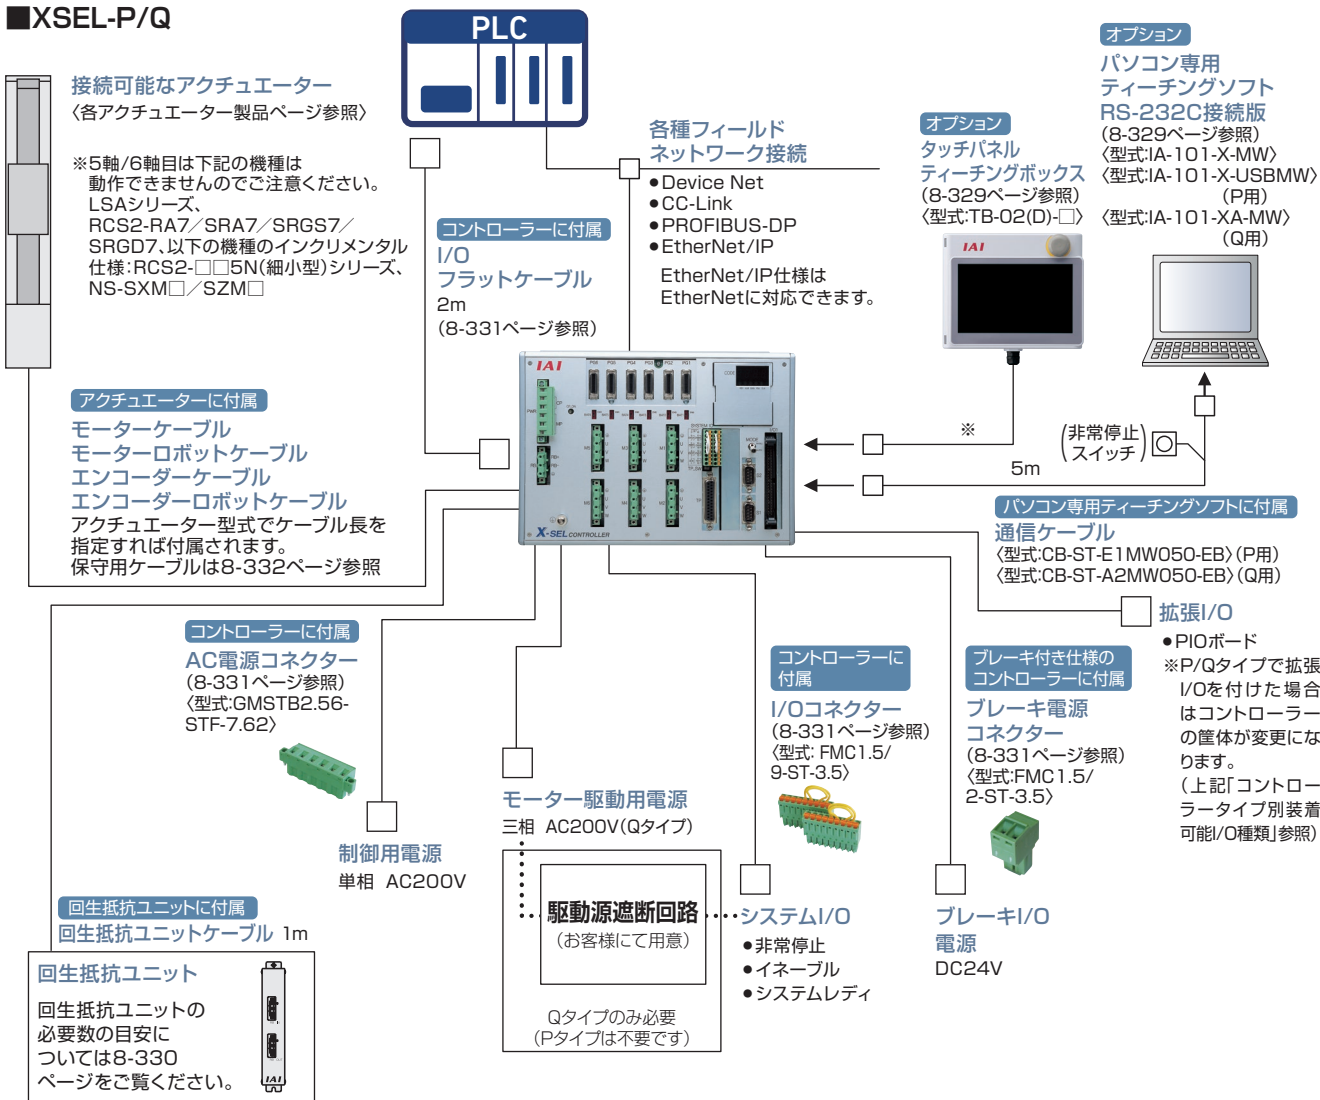 ■XSEL-P/Q
PLC
接続可能なアクチュエーター
〈各アクチュエーター製品ページ参照〉
※5軸/6軸目は下記の機種は
動作できませんのでご注意ください。
LSAシリーズ、
RCS2-RA7／SRA7／SRGS7／
SRGD7、以下の機種のインクリメンタル
仕様：RCS2-□□5N（細小型）シリーズ、
NS-SXM□／SZM□
コントローラーに付属
I/O
フラットケーブル
2m
（8-331ページ参照）
各種フィールド
ネットワーク接続
●Device Net
●CC-Link
●PROFIBUS-DP
●EtherNet/IP
EtherNet/IP仕様は
EtherNetに対応できます。
オプション
タッチパネル
ティーチングボックス
（8-329ページ参照）
〈型式：TB-02（D）-□〉
IAI
オプション
パソコン専用
ティーチングソフト
RS-232C接続版
（8-329ページ参照）
〈型式：IA-101-X-MW〉
〈型式：IA-101-X-USBMW〉
（P用）
〈型式：IA-101-XA-MW〉
（Q用）
IAI
PG6 PG5 PG4 PG3 PG2 PG1
CODE
MODE
X-SEL CONTROLLER
※
5m
（非常停止
スイッチ）
アクチュエーターに付属
モーターケーブル
モーターロボットケーブル
エンコーダーケーブル
エンコーダーロボットケーブル
アクチュエーター型式でケーブル長を
指定すれば付属されます。
保守用ケーブルは8-332ページ参照
パソコン専用ティーチングソフトに付属
通信ケーブル
〈型式：CB-ST-E1MW050-EB〉（P用）
〈型式：CB-ST-A2MW050-EB〉（Q用）
コントローラーに付属
AC電源コネクター
（8-331ページ参照）
〈型式：GMSTB2.56-
STF-7.62〉
制御用電源
単相 AC200V
モーター駆動用電源
三相 AC200V（Qタイプ）
駆動源遮断回路
（お客様にて用意）
Qタイプのみ必要
（Pタイプは不要です）
コントローラーに
付属
I/Oコネクター
（8-331ページ参照）
〈型式：FMC1.5/
9-ST-3.5〉
システムI/O
●非常停止
●イネーブル
●システムレディ
ブレーキ付き仕様の
コントローラーに付属
ブレーキ電源
コネクター
（8-331ページ参照）
〈型式：FMC1.5/
2-ST-3.5〉
ブレーキI/O
電源
DC24V
拡張I/O
●PIOボード
※P/Qタイプで拡張
I/Oを付けた場合
はコントローラー
の筐体が変更にな
ります。
（上記「コントロー
ラータイプ別装着
可能I/O種類」参照）
回生抵抗ユニットに付属
回生抵抗ユニットケーブル 1m
回生抵抗ユニット
回生抵抗ユニットの
必要数の目安に
ついては8-330
ページをご覧ください。
IAI